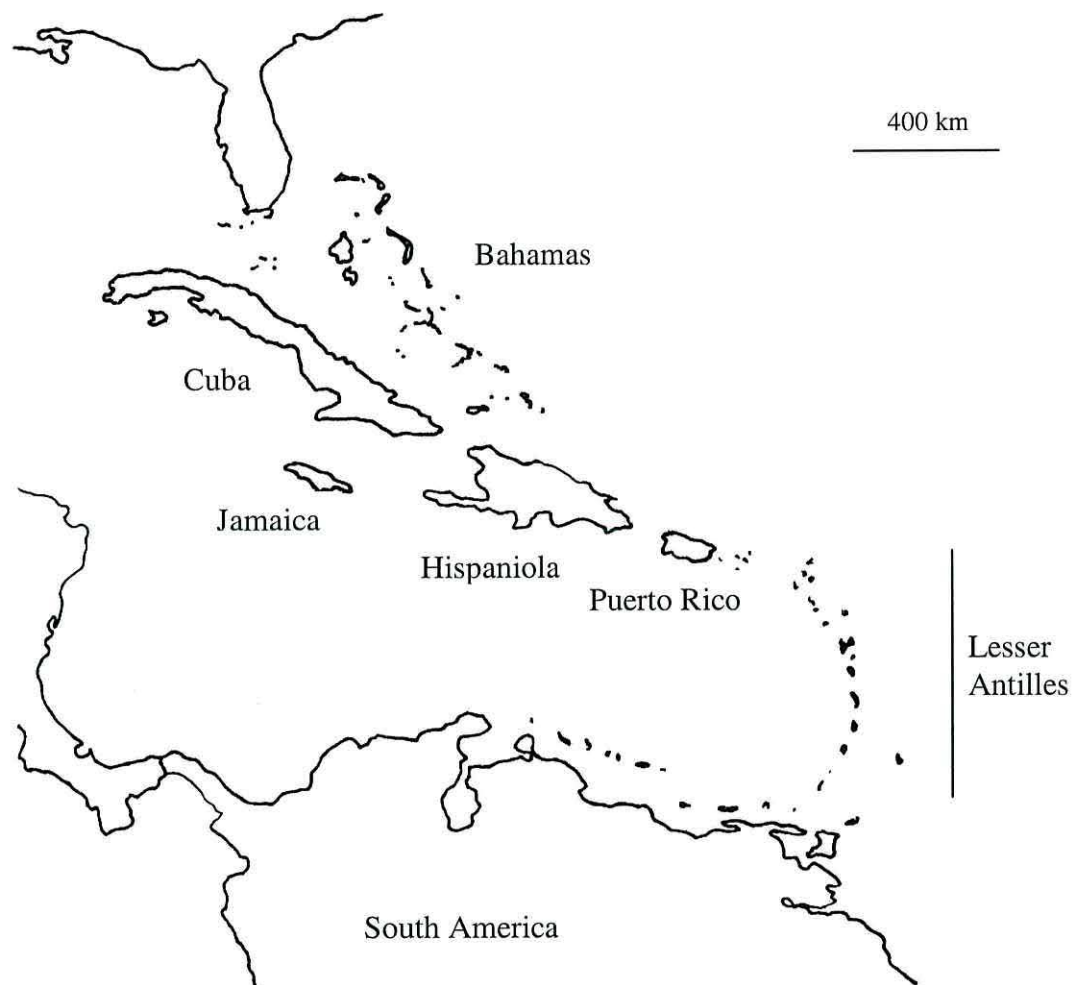 400 km
Bahamas
Cuba
Jamaica
Hispaniola
Puerto Rico
Lesser
Antilles
South America